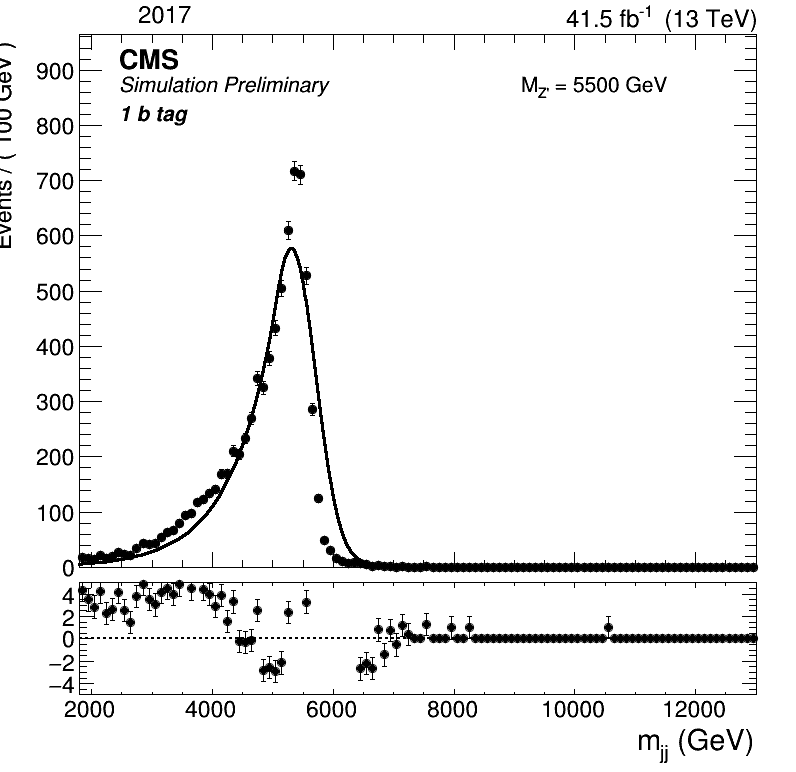 2017
41.5 fb-1 (13 TeV)
CMS
Simulation Preliminary
MZ' = 5500 GeV
1 b tag
Events / ( 100 GeV )
900
800
700
600
500
400
300
200
100
0
4
2
0
−2
−4
2000 4000 6000 8000 10000 12000
mjj (GeV)